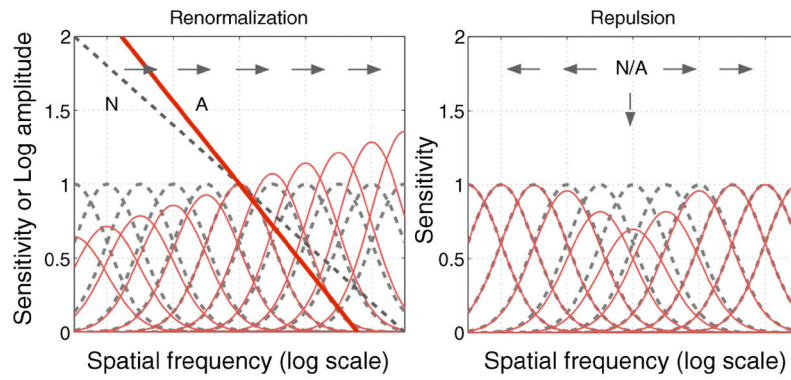 Renormalization
Sensitivity or Log amplitude
2
1.5
1
0.5
0
N
A
Spatial frequency (log scale)
Repulsion
Sensitivity
2
1.5
1
0.5
0
N/A
Spatial frequency (log scale)